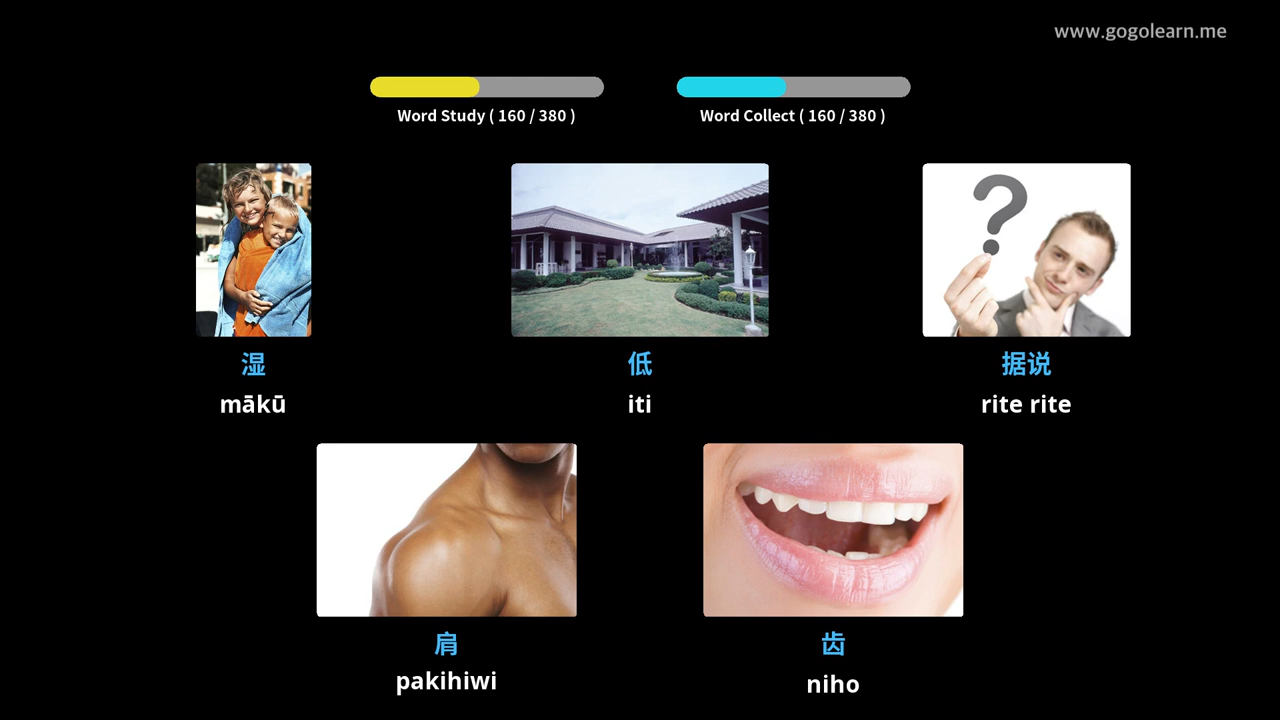 www.gogolearn.me
Word Study ( 160 / 380 )
Word Collect ( 160 / 380 )
湿
低
据说
mākū
iti
rite rite
肩
齿
pakihiwi
niho